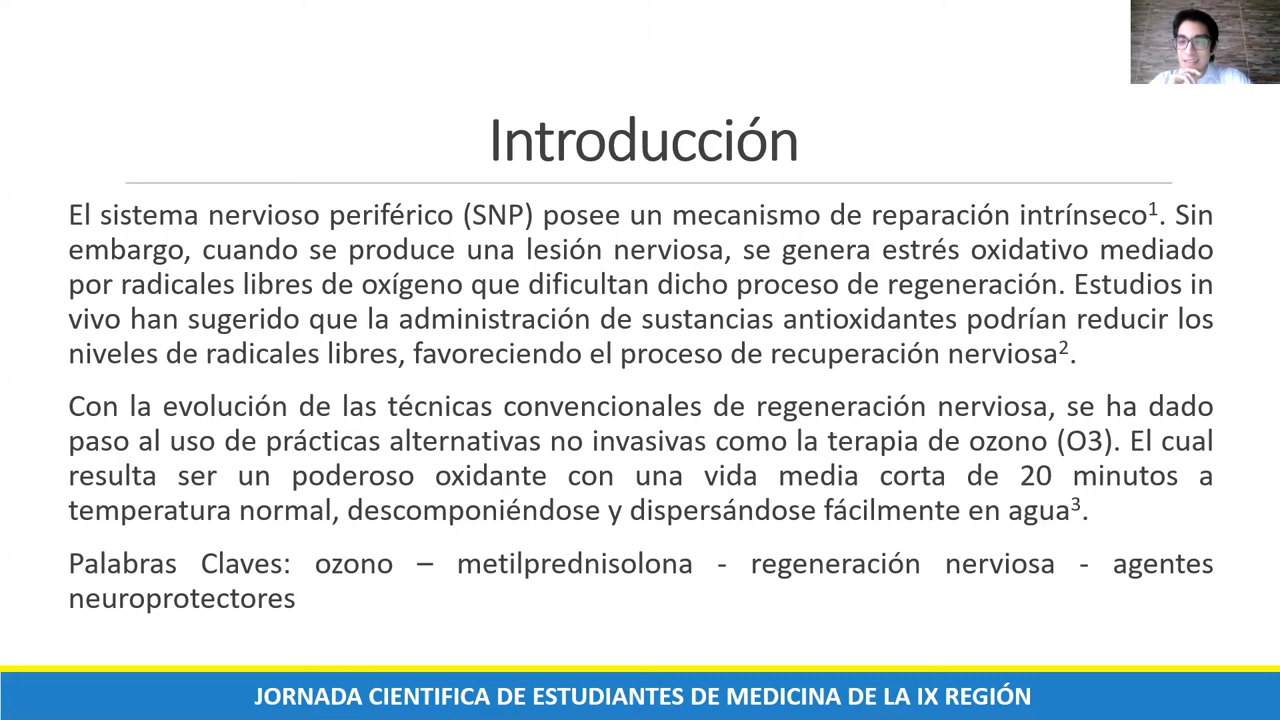 Introducción
El sistema nervioso periférico (SNP) posee un mecanismo de reparación intrínseco¹. Sin
embargo, cuando se produce una lesión nerviosa, se genera estrés oxidativo mediado
por radicales libres de oxígeno que dificultan dicho proceso de regeneración. Estudios in
vivo han sugerido que la administración de sustancias antioxidantes podrían reducir los
niveles de radicales libres, favoreciendo el proceso de recuperación nerviosa².
Con la evolución de las técnicas convencionales de regeneración nerviosa, se ha dado
paso al uso de prácticas alternativas no invasivas como la terapia de ozono (O3). El cual
resulta ser un poderoso oxidante con una vida media corta de 20 minutos a
temperatura normal, descomponiéndose y dispersándose fácilmente en agua³.
Palabras Claves: ozono – metilprednisolona - regeneración nerviosa - agentes
neuroprotectores
JORNADA CIENTIFICA DE ESTUDIANTES DE MEDICINA DE LA IX REGIÓN